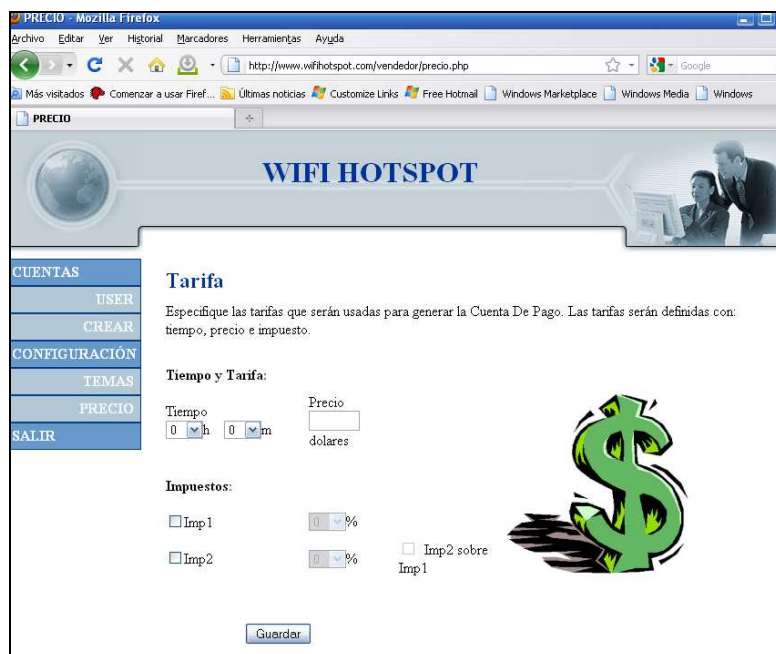 PRECIO - Mozilla Firefox
Archivo Editar Ver Historial Marcadores Herramientas Ayuda
http://www.wifihotspot.com/vendedor/precio.php
Google
Más visitados Comenzar a usar Firef... Últimas noticias Customize Links Free Hotmail Windows Marketplace Windows Media Windows
PRECIO
WIFI HOTSPOT
CUENTAS
USER
CREAR
CONFIGURACIÓN
TEMAS
PRECIO
SALIR
Tarifa
Especifique las tarifas que serán usadas para generar la Cuenta De Pago. Las tarifas serán definidas con:
tiempo, precio e impuesto.
Tiempo y Tarifa:
Tiempo
0 h 0 m
Precio
dolares
Impuestos:
Imp1 0 %
Imp2 0 % Imp2 sobre
Imp1
Guardar